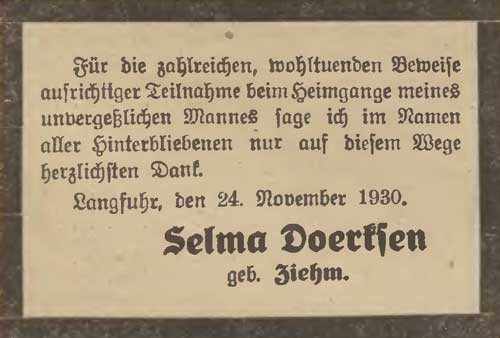 Für die zahlreichen, wohltuenden Beweise
aufrichtiger Teilnahme beim Heimgange meines
unvergeßlichen Mannes sage ich im Namen
aller Hinterbliebenen nur auf diesem Wege
herzlichsten Dank.
Langfuhr, den 24. November 1930.
Selma Doerksen
geb. Ziehm.